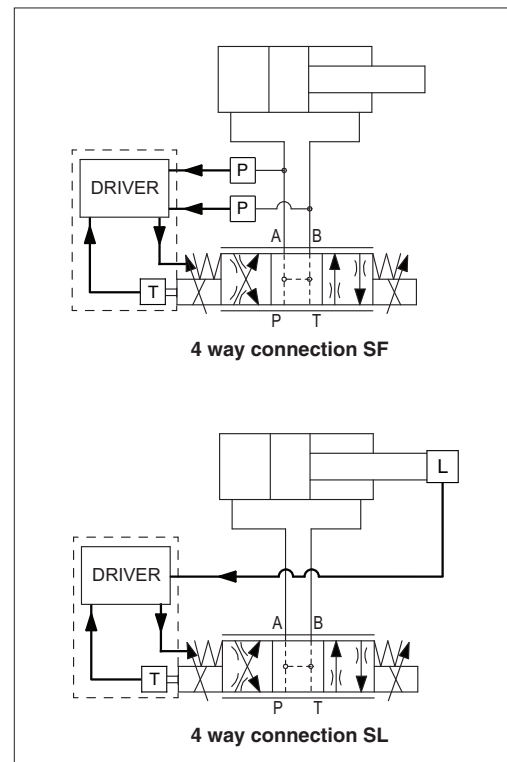 DRIVER
P
P
T
A B
P T
4 way connection SF
L
DRIVER
T
A B
P T
4 way connection SL